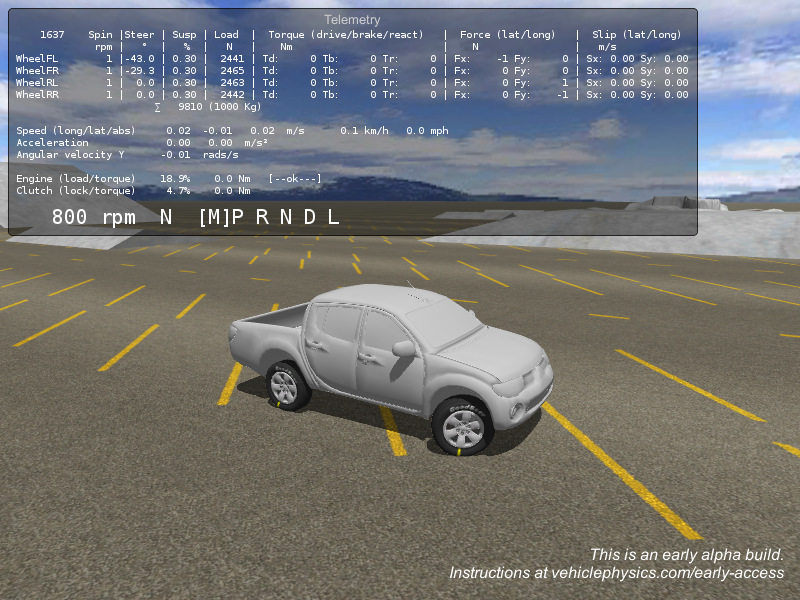 Telemetry
1637 Spin |Steer | Susp | Load | Torque (drive/brake/react) | Force (lat/long) | Slip (lat/long)
rpm | ° | % | N | Nm | N | m/s
WheelFL 1 |-43.0 | 0.30 | 2441 | Td: 0 Tb: 0 Tr: 0 | Fx: -1 Fy: 0 | Sx: 0.00 Sy: 0.00
WheelFR 1 |-29.3 | 0.30 | 2465 | Td: 0 Tb: 0 Tr: 0 | Fx: 0 Fy: 0 | Sx: 0.00 Sy: 0.00
WheelRL 1 | 0.0 | 0.30 | 2463 | Td: 0 Tb: 0 Tr: 0 | Fx: 0 Fy: 1 | Sx: 0.00 Sy: 0.00
WheelRR 1 | 0.0 | 0.30 | 2442 | Td: 0 Tb: 0 Tr: 0 | Fx: 0 Fy: -1 | Sx: 0.00 Sy: 0.00
∑ 9810 (1000 Kg)
Speed (long/lat/abs) 0.02 -0.01 0.02 m/s 0.1 km/h 0.0 mph
Acceleration 0.00 0.00 m/s²
Angular velocity Y -0.01 rads/s
Engine (load/torque) 18.9% 0.0 Nm [--ok---]
Clutch (lock/torque) 4.7% 0.0 Nm
800 rpm N [M]P R N D L
This is an early alpha build.
Instructions at vehiclephysics.com/early-access